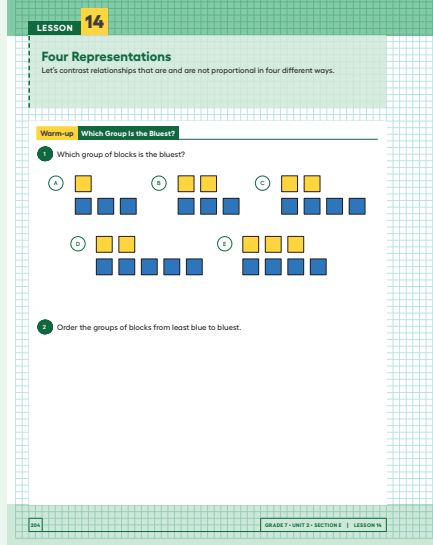 LESSON 14
Four Representations
Let's contrast relationships that are and are not proportional in four different ways.
Warm-up Which Group Is the Bluest?
1 Which group of blocks is the bluest?
A B C
D E
2 Order the groups of blocks from least blue to bluest.
204 GRADE 7 • UNIT 2 • SECTION E | LESSON 14